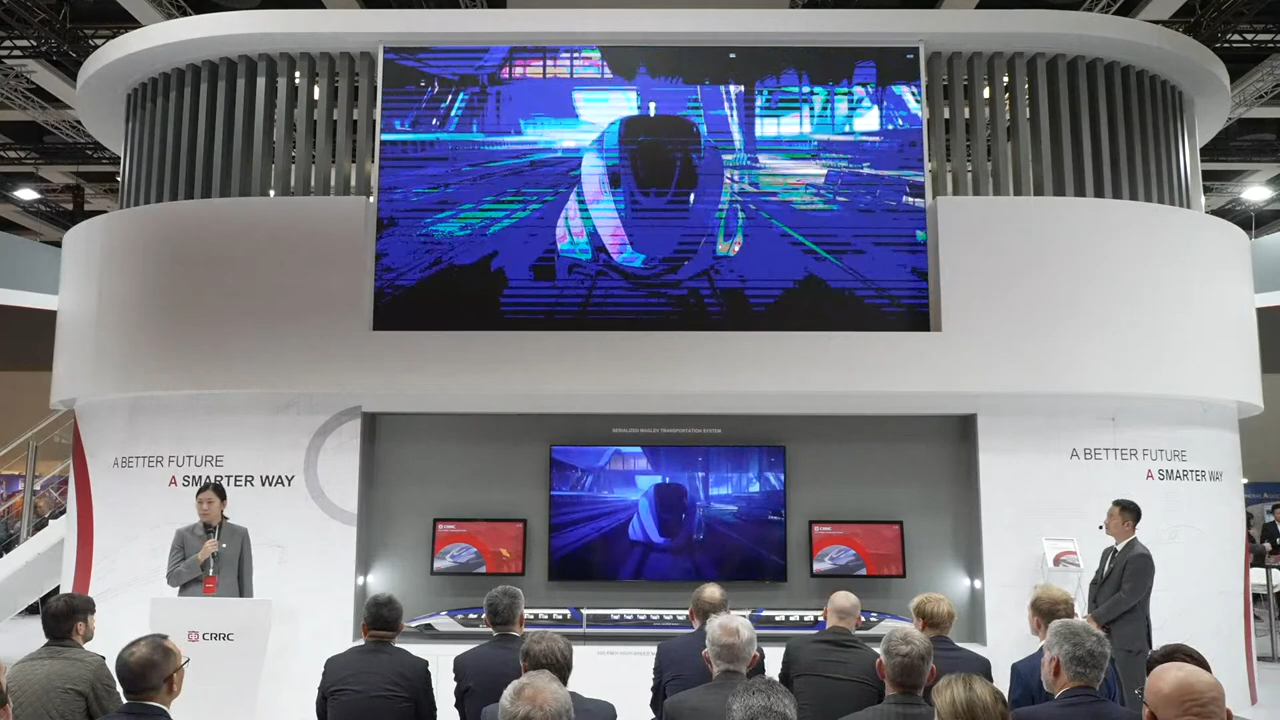 SERIALIZED MAGLEV TRANSPORTATION SYSTEM
A BETTER FUTURE
A SMARTER WAY
A BETTER FUTURE
A SMARTER WAY
CRRC
CRRC
CRRC